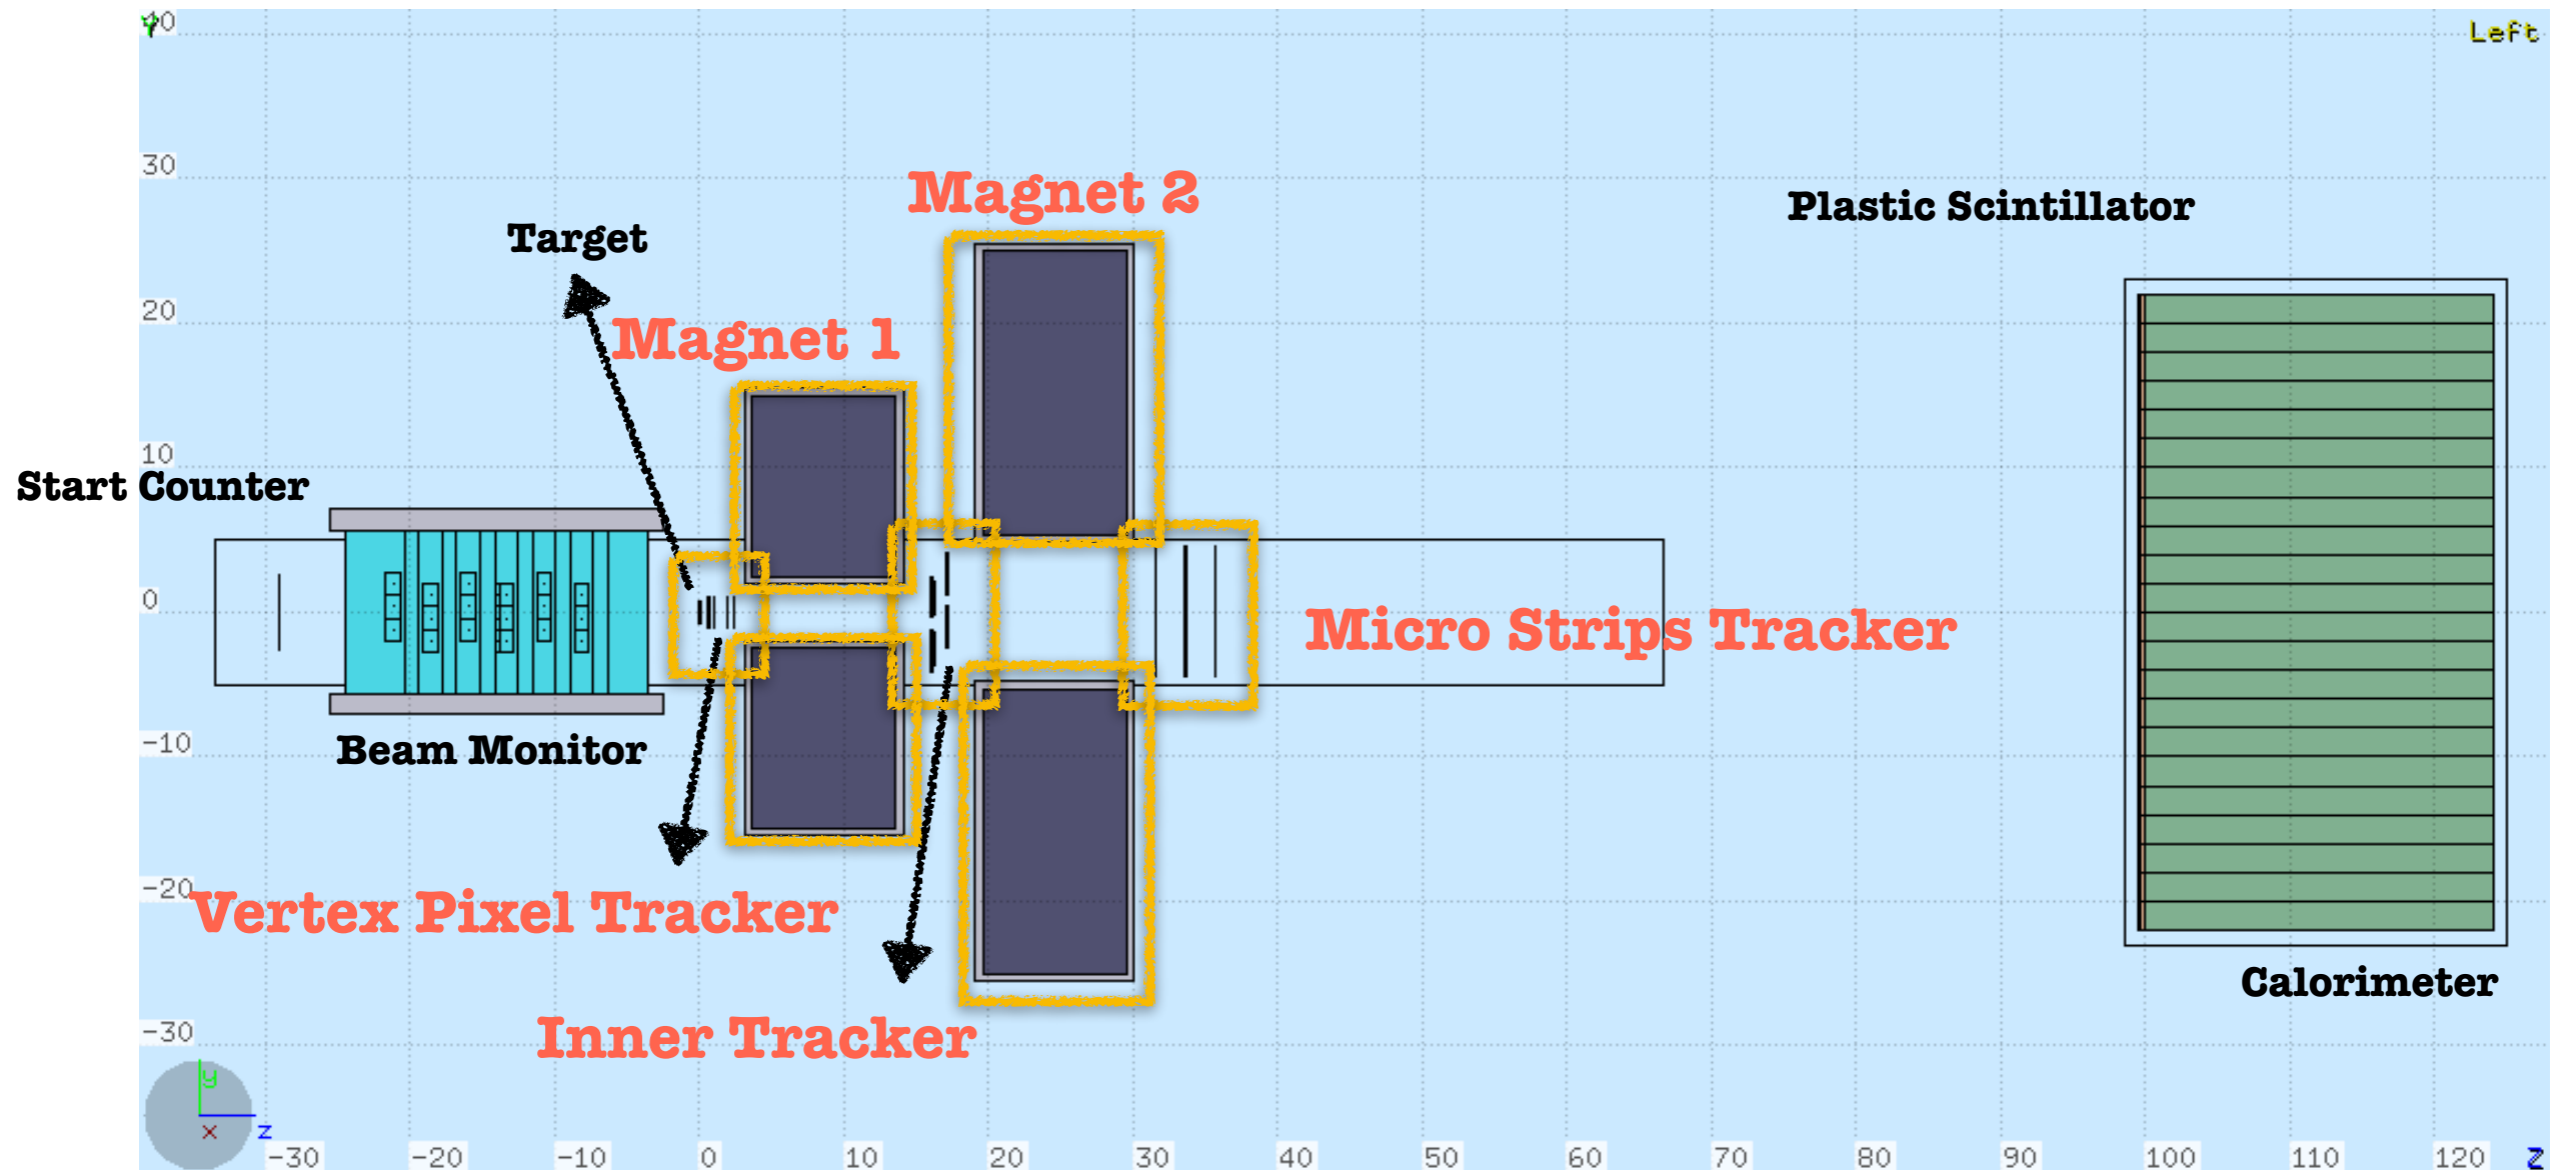 Y
40
Left
30
Magnet 2
Plastic Scintillator
Target
20
Magnet 1
10
Start Counter
0
Micro Strips Tracker
-10
Beam Monitor
-20
Vertex Pixel Tracker
Calorimeter
-30
Inner Tracker
y
x
z
-30 -20 -10 0 10 20 30 40 50 60 70 80 90 100 110 120 Z